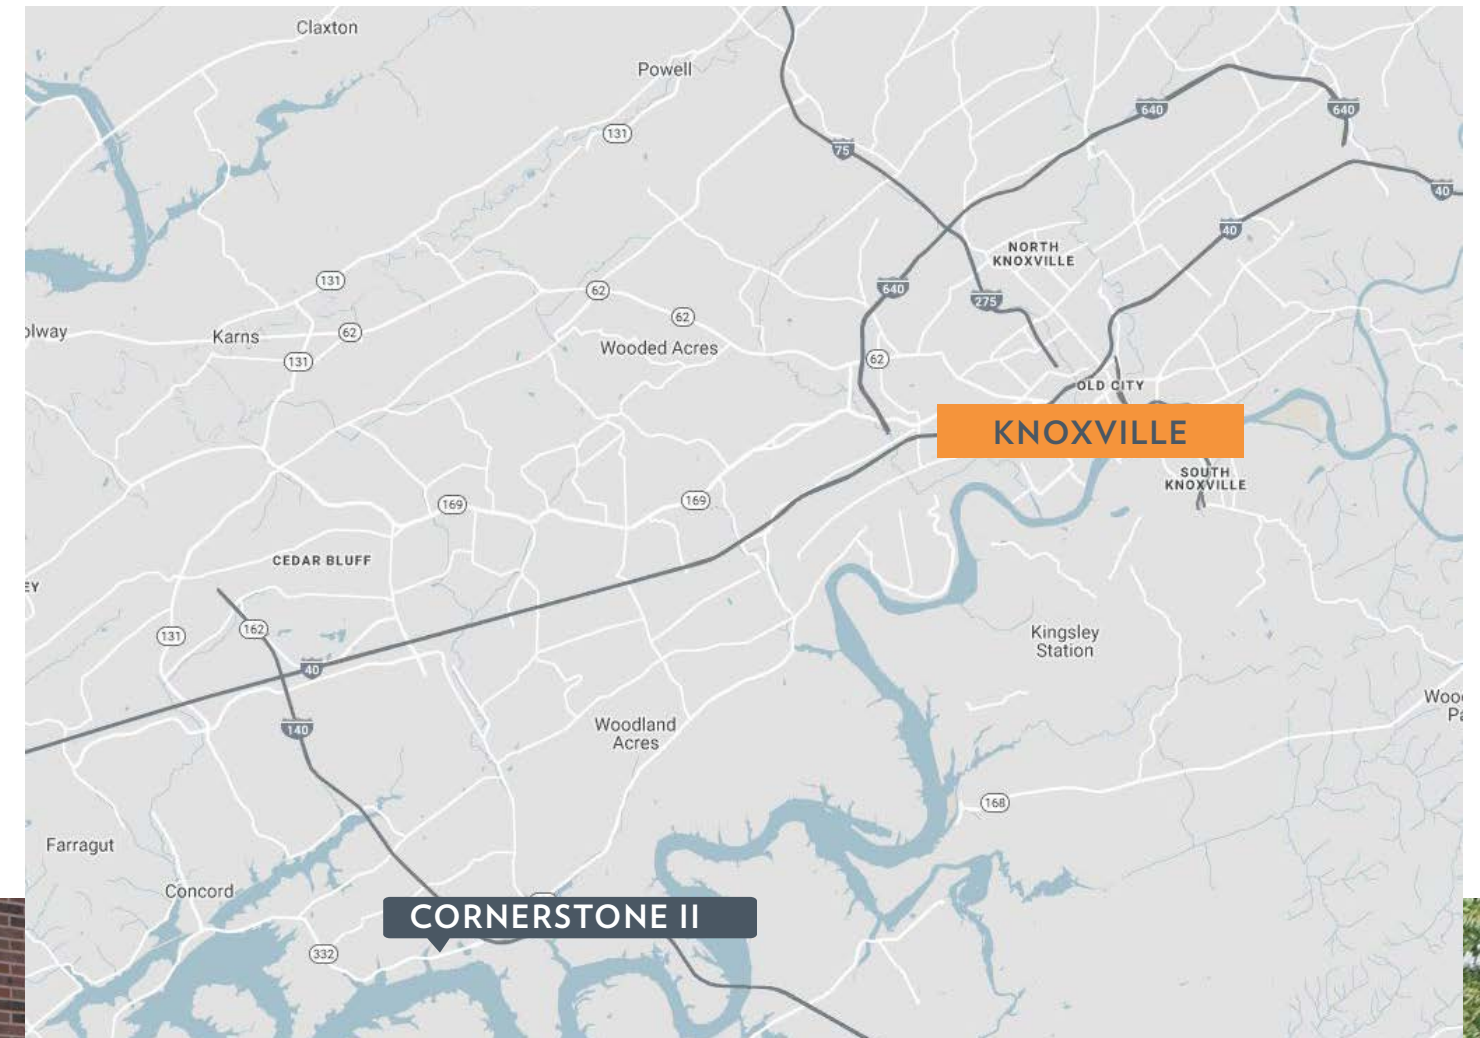 Claxton
Powell
640
640
131
75
40
40
NORTH
KNOXVILLE
131
62
640
275
62
olway
Karns
62
Wooded Acres
131
62
OLD CITY
KNOXVILLE
SOUTH
KNOXVILLE
169
169
CEDAR BLUFF
EY
162
131
Kingsley
Station
40
Woo
Pa
140
Woodland
Acres
168
Farragut
Concord
CORNERSTONE II
332